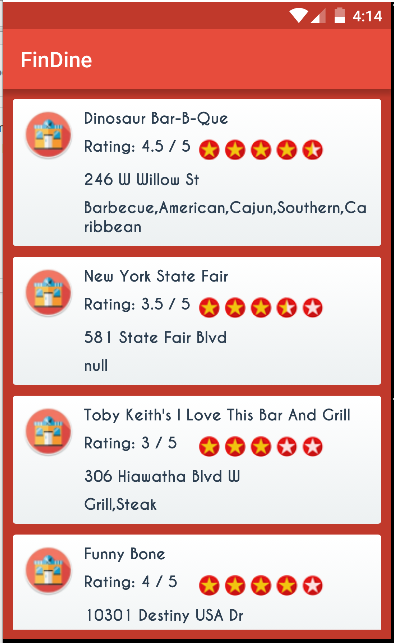 4:14
FinDine
Dinosaur Bar-B-Que
Rating: 4.5 / 5
246 W Willow St
Barbecue,American,Cajun,Southern,Ca
ribbean
New York State Fair
Rating: 3.5 / 5
581 State Fair Blvd
null
Toby Keith's I Love This Bar And Grill
Rating: 3 / 5
306 Hiawatha Blvd W
Grill,Steak
Funny Bone
Rating: 4 / 5
10301 Destiny USA Dr